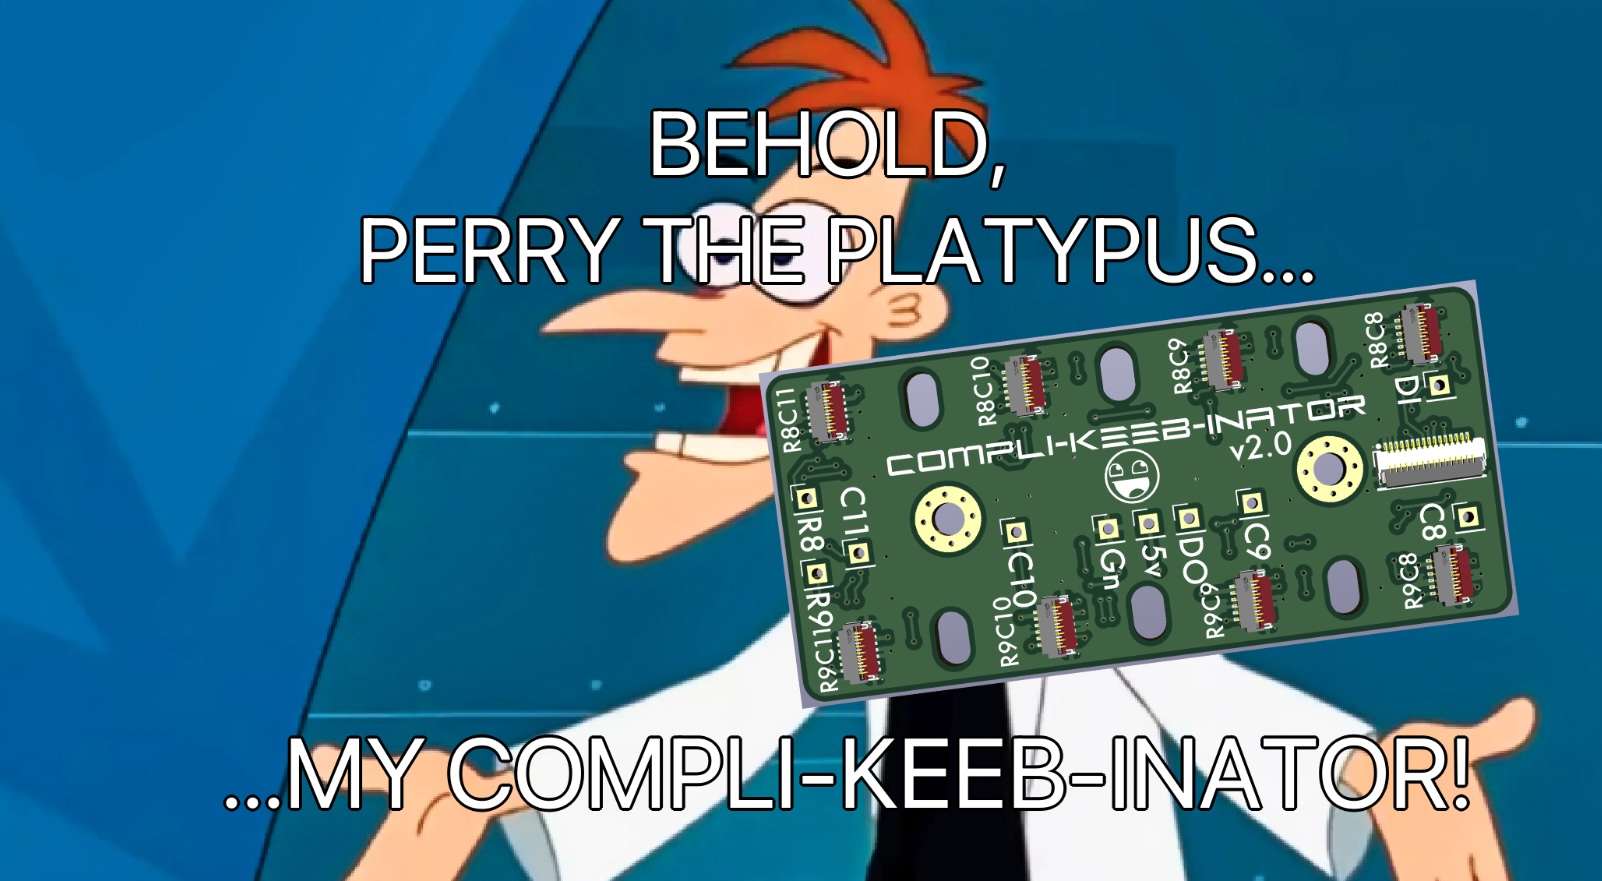 BEHOLD,
PERRY THE PLATYPUS...
R8C11
R8C10
R8C9
R8C8
DI
COMPLI-KEEB-INATOR
v2.0
R8
C11
R9
C10
Gn
5v
DO
C9
C8
R9C11
R9C10
R9C9
R9C8
...MY COMPLI-KEEB-INATOR!